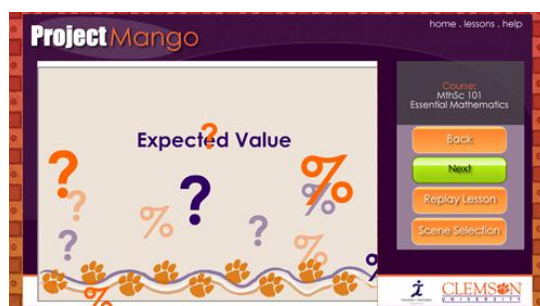 home . lessons . help
Project Mango
Course:
MthSc 101
Essential Mathematics
Expected Value
? ? ? ? ? ? % % % % % % %
Back
Next
Replay Lesson
Scene Selection
CLEMSON
UNIVERSITY